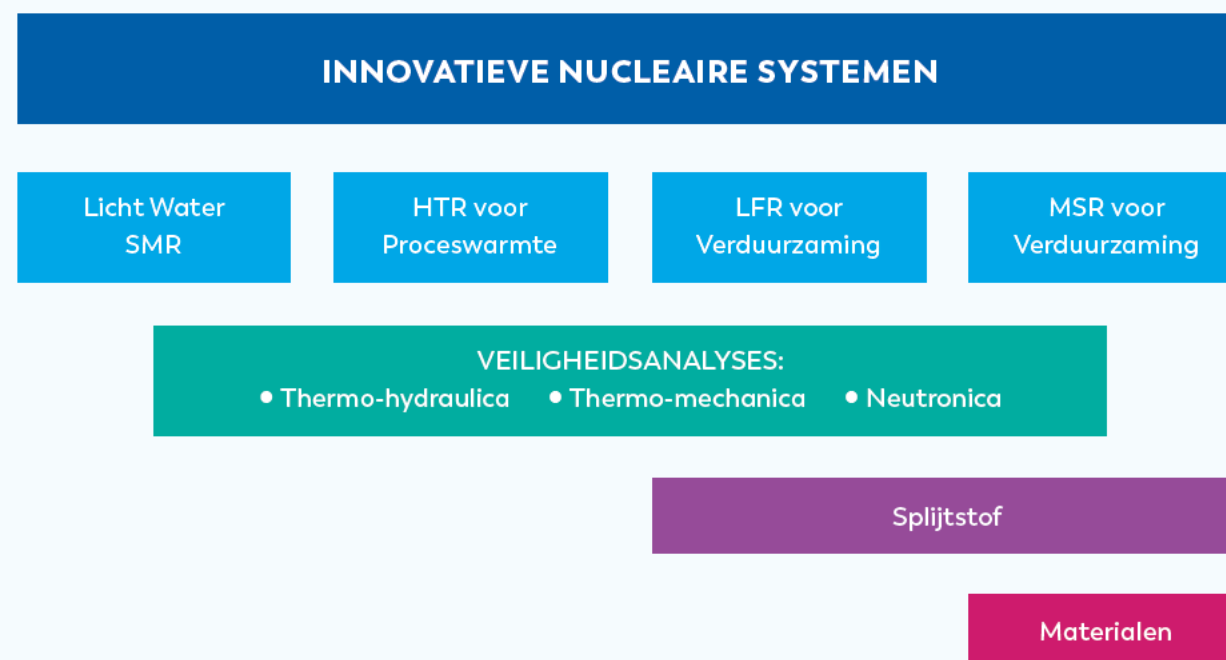 INNOVATIEVE NUCLEAIRE SYSTEMEN
Licht Water
SMR
HTR voor
Proceswarmte
LFR voor
Verduurzaming
MSR voor
Verduurzaming
VEILIGHEIDSANALYSES:
• Thermo-hydraulica • Thermo-mechanica • Neutronica
Splijtstof
Materialen